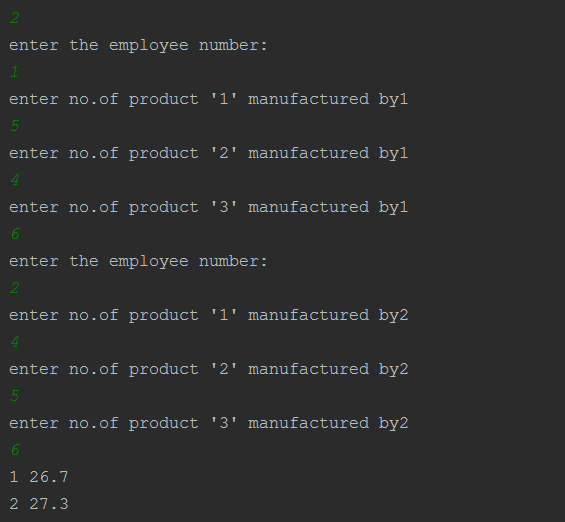 2
enter the employee number:
1
enter no.of product '1' manufactured by1
5
enter no.of product '2' manufactured by1
4
enter no.of product '3' manufactured by1
6
enter the employee number:
2
enter no.of product '1' manufactured by2
4
enter no.of product '2' manufactured by2
5
enter no.of product '3' manufactured by2
6
1 26.7
2 27.3